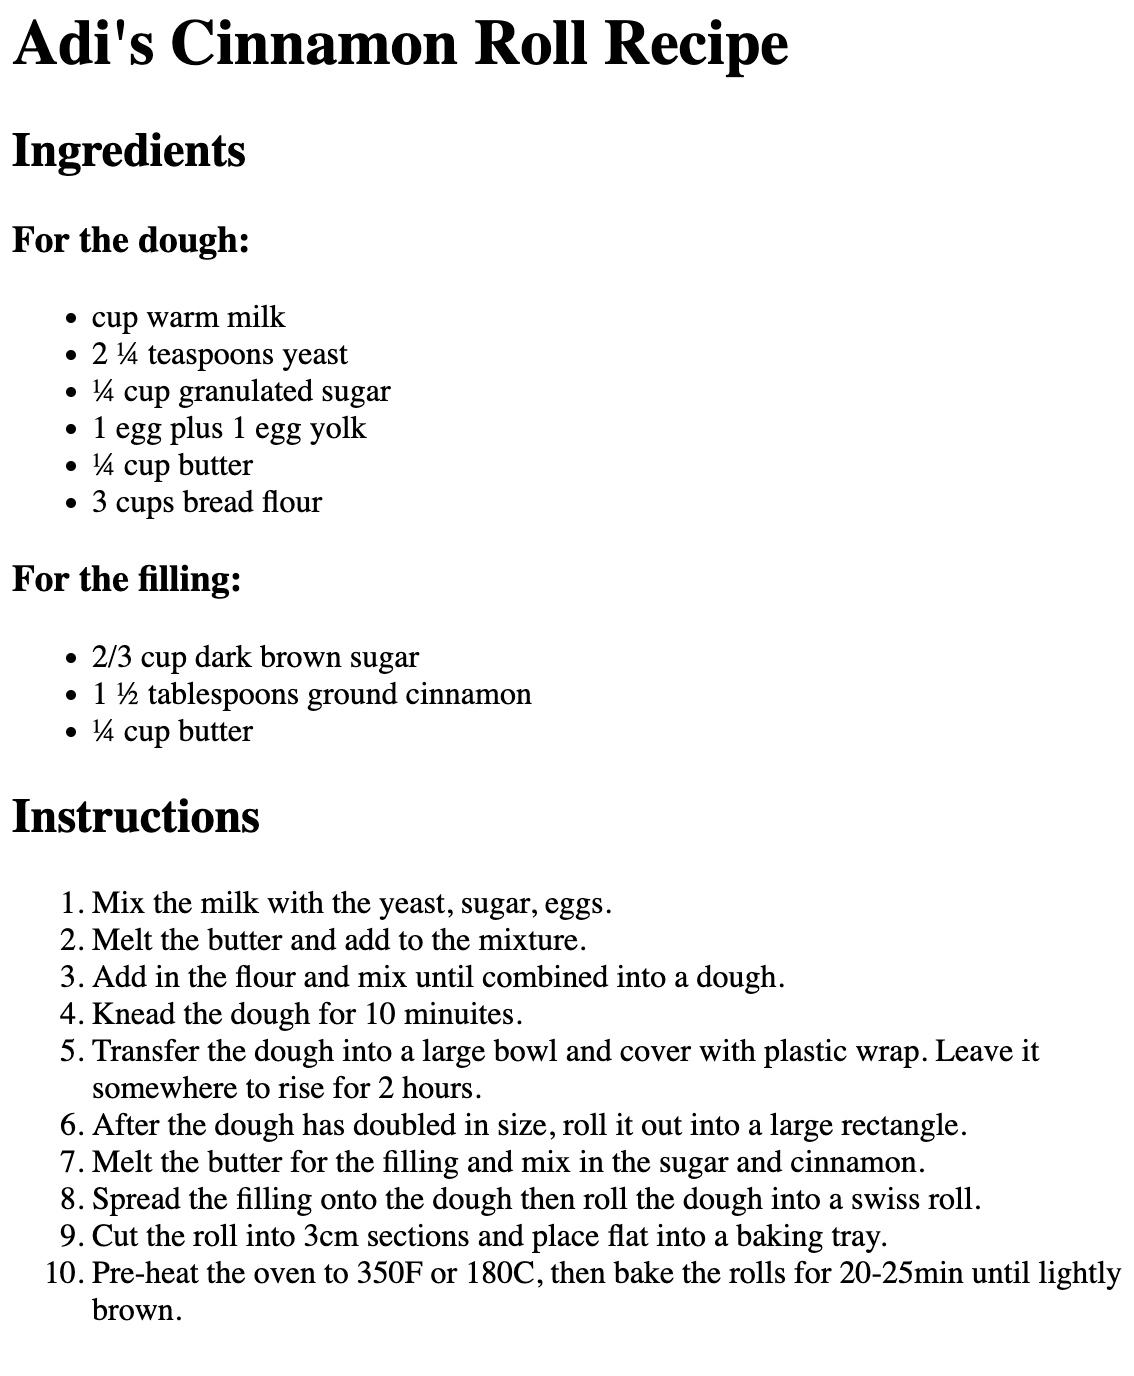 Adi's Cinnamon Roll Recipe
Ingredients
For the dough:
• cup warm milk
• 2 ¼ teaspoons yeast
• ¼ cup granulated sugar
• 1 egg plus 1 egg yolk
• ¼ cup butter
• 3 cups bread flour
For the filling:
• 2/3 cup dark brown sugar
• 1 ½ tablespoons ground cinnamon
• ¼ cup butter
Instructions
1. Mix the milk with the yeast, sugar, eggs.
2. Melt the butter and add to the mixture.
3. Add in the flour and mix until combined into a dough.
4. Knead the dough for 10 minuites.
5. Transfer the dough into a large bowl and cover with plastic wrap. Leave it
somewhere to rise for 2 hours.
6. After the dough has doubled in size, roll it out into a large rectangle.
7. Melt the butter for the filling and mix in the sugar and cinnamon.
8. Spread the filling onto the dough then roll the dough into a swiss roll.
9. Cut the roll into 3cm sections and place flat into a baking tray.
10. Pre-heat the oven to 350F or 180C, then bake the rolls for 20-25min until lightly
brown.